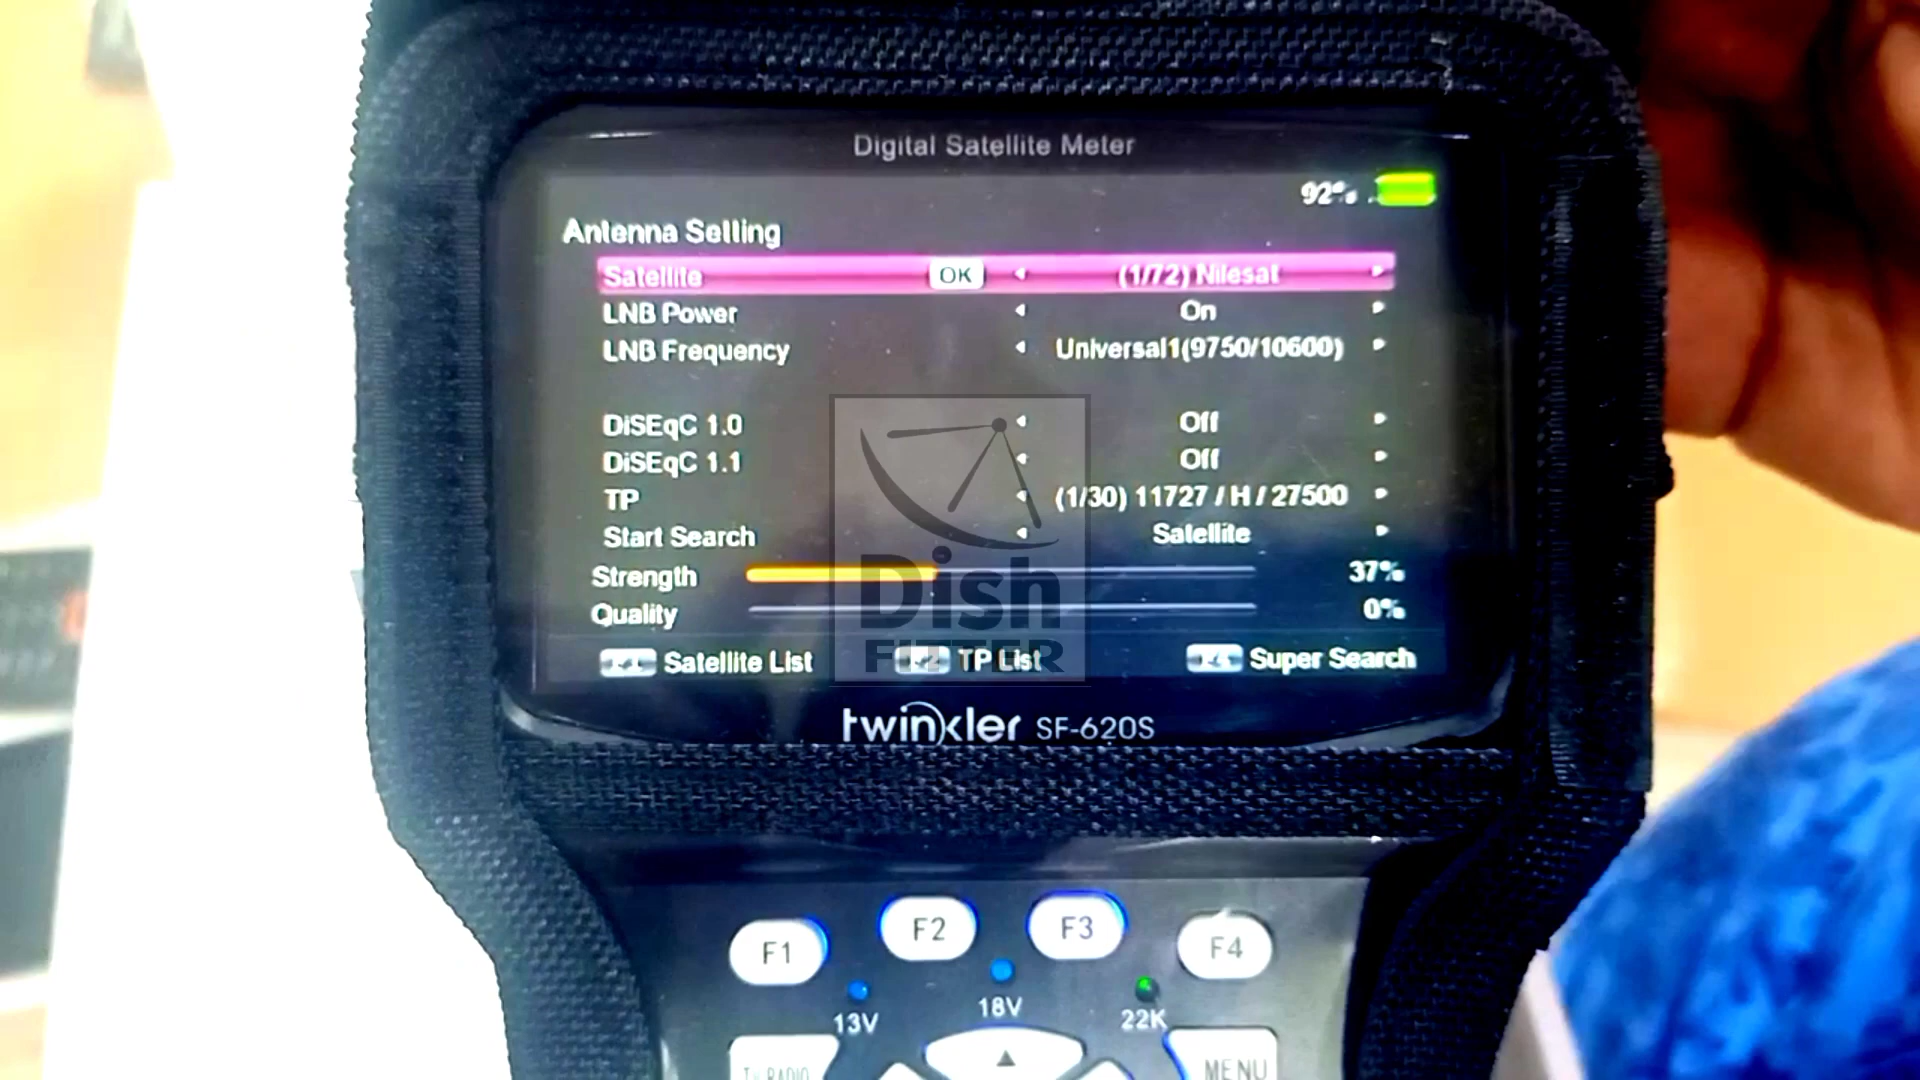 Digital Satellite Meter
92%
Antenna Setting
Satellite OK (1/72) Nilesat
LNB Power On
LNB Frequency Universal1(9750/10600)
DiSEqC 1.0 Off
DiSEqC 1.1 Off
TP (1/30) 11727 / H / 27500
Start Search Satellite
Strength 37%
Quality 0%
Dish
FITTER
Satellite List F2 TP List Super Search
twinkler SF-620S
F1 F2 F3 F4
13V 18V 22K
TV/RADIO MENU